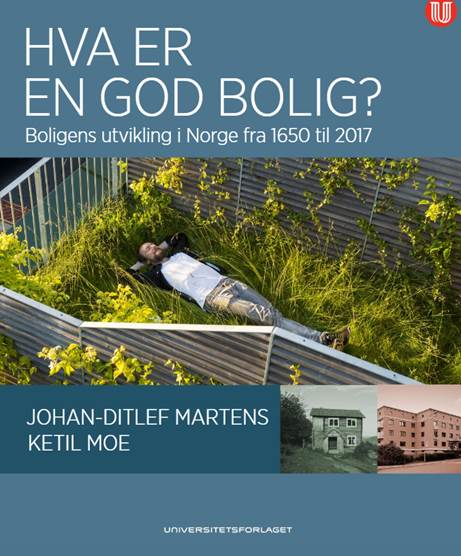 HVA ER
EN GOD BOLIG?
Boligens utvikling i Norge fra 1650 til 2017
JOHAN-DITLEF MARTENS
KETIL MOE
UNIVERSITETSFORLAGET